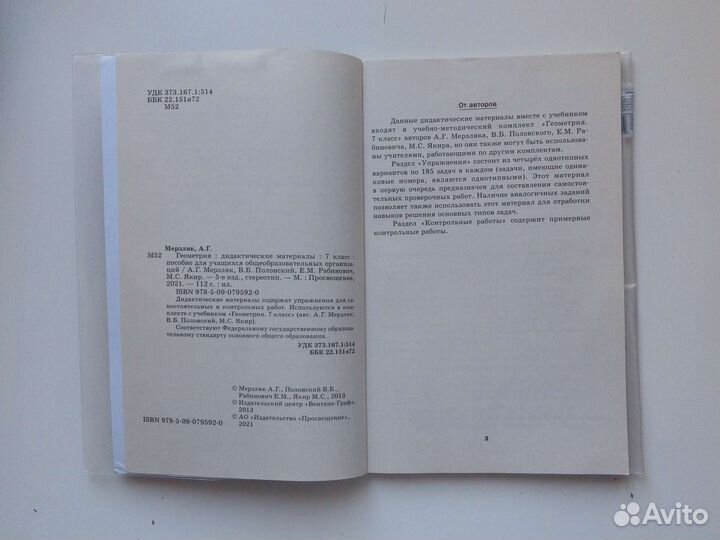 УДК 373.167.1:514
ББК 22.151я72
М52
Мерзляк, А.Г.
М52 Геометрия : дидактические материалы : 7 класс :
пособие для учащихся общеобразовательных организа-
ций / А.Г. Мерзляк, В.Б. Полонский, Е.М. Рабинович,
М.С. Якир. — 5-е изд., стереотип. — М. : Просвещение,
2021. — 112 с. : ил.
ISBN 978-5-09-079592-0
Дидактические материалы содержат упражнения для са-
мостоятельных и контрольных работ. Используются в ком-
плекте с учебником «Геометрия. 7 класс» (авт. А.Г. Мерзляк,
В.Б. Полонский, М.С. Якир).
Соответствуют Федеральному государственному образова-
тельному стандарту основного общего образования.
УДК 373.167.1:514
ББК 22.151я72
© Мерзляк А.Г., Полонский В.Б.,
Рабинович Е.М., Якир М.С., 2013
© Издательский центр «Вентана-Граф»,
2013
© АО «Издательство «Просвещение»,
2021
ISBN 978-5-09-079592-0
От авторов
Данные дидактические материалы вместе с учебником
входят в учебно-методический комплект «Геометрия.
7 класс» авторов А.Г. Мерзляка, В.Б. Полонского, Е.М. Ра-
биновича, М.С. Якира, но они также могут быть использова-
ны учителями, работающими по другим комплектам.
Раздел «Упражнения» состоит из четырёх однотипных
вариантов по 185 задач в каждом (задачи, имеющие одина-
ковые номера, являются однотипными). Этот материал
в первую очередь предназначен для составления самостоя-
тельных проверочных работ. Наличие аналогичных заданий
позволяет также использовать этот материал для отработки
навыков решения основных типов задач.
Раздел «Контрольные работы» содержит примерные
контрольные работы.
3
Avito